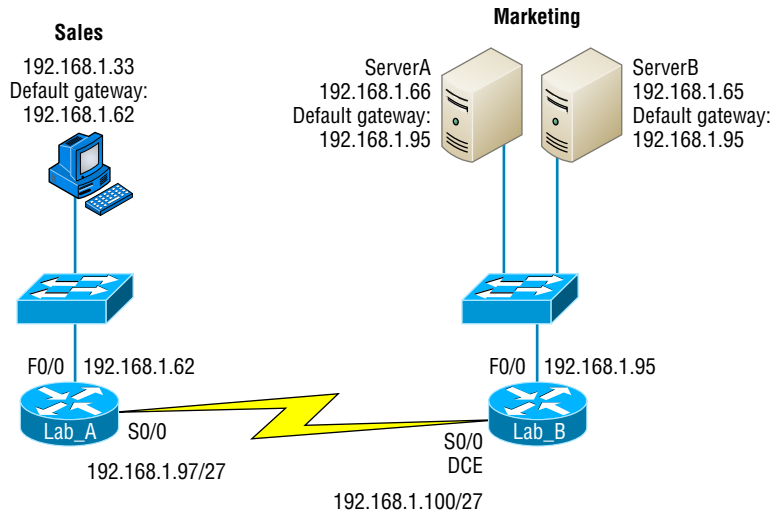 Sales
192.168.1.33
Default gateway:
192.168.1.62
Marketing
ServerA
192.168.1.66
Default gateway:
192.168.1.95
ServerB
192.168.1.65
Default gateway:
192.168.1.95
F0/0 192.168.1.62
Lab_A
S0/0
192.168.1.97/27
F0/0 192.168.1.95
Lab_B
S0/0
DCE
192.168.1.100/27